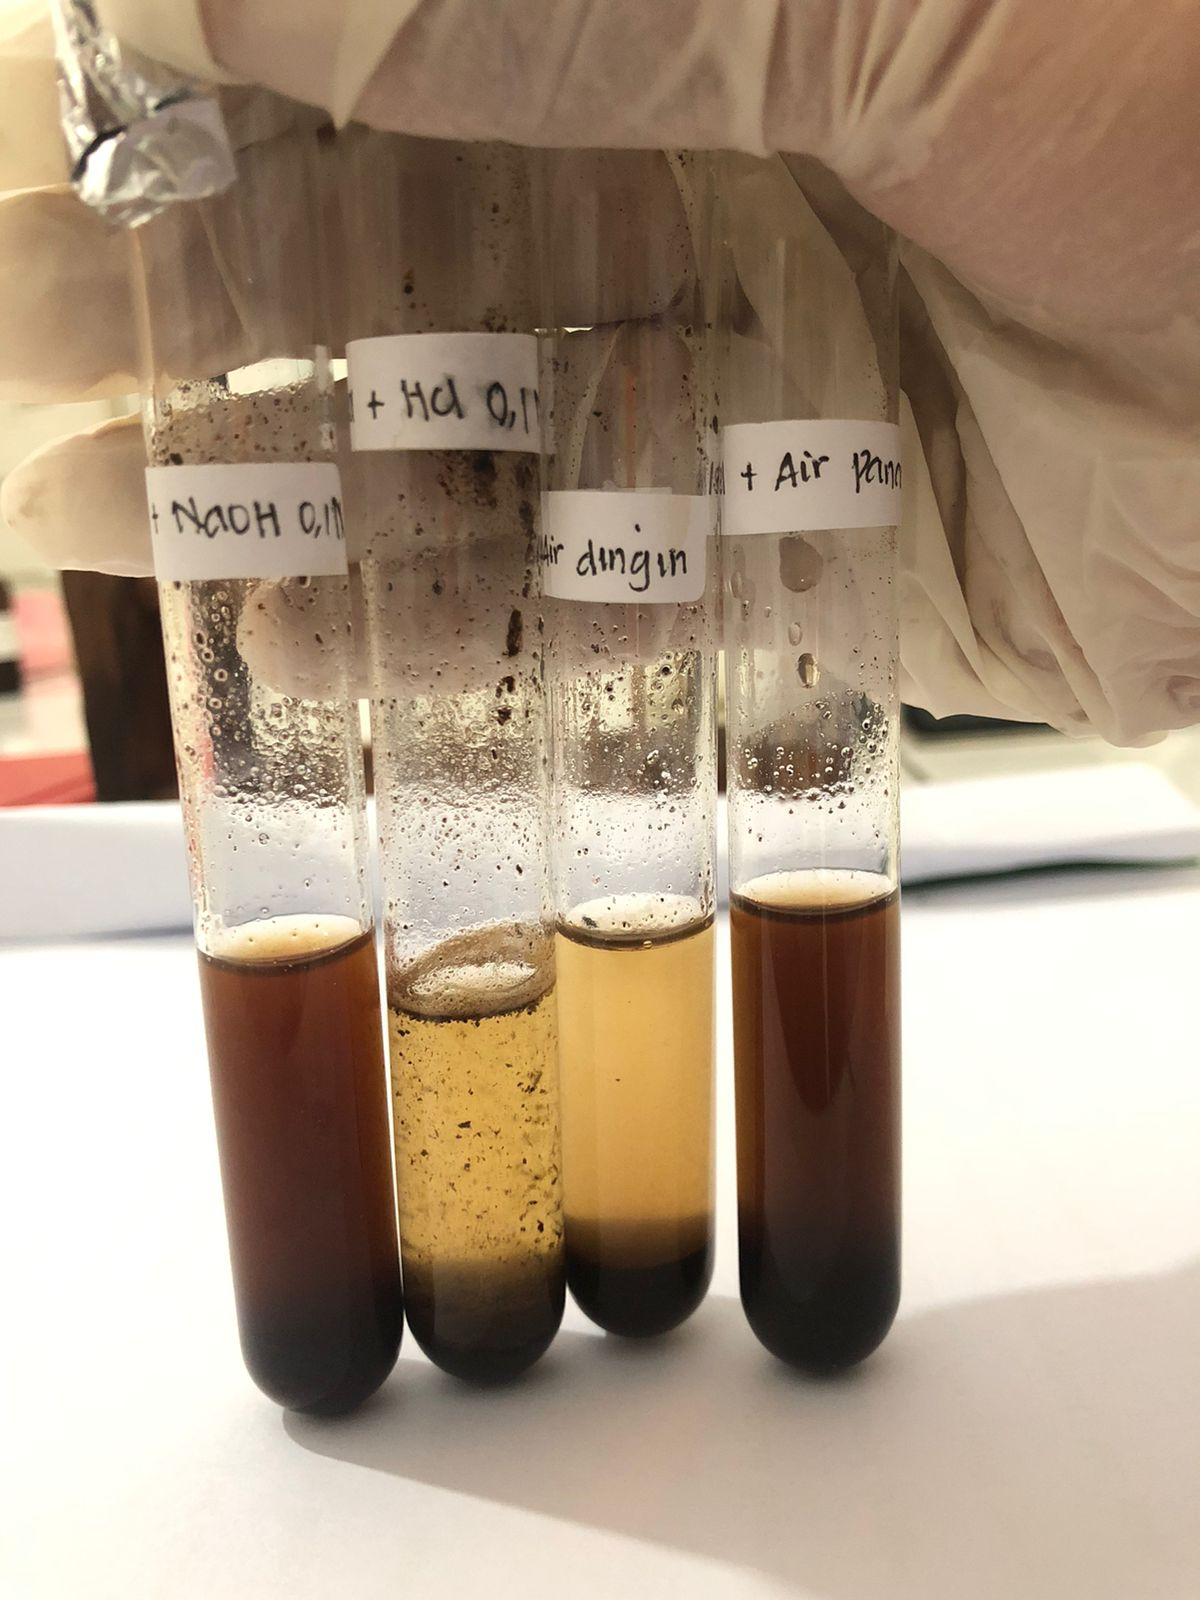 + NaOH 0,1
+ HCl 0,1
Air dingin
+ Air pana